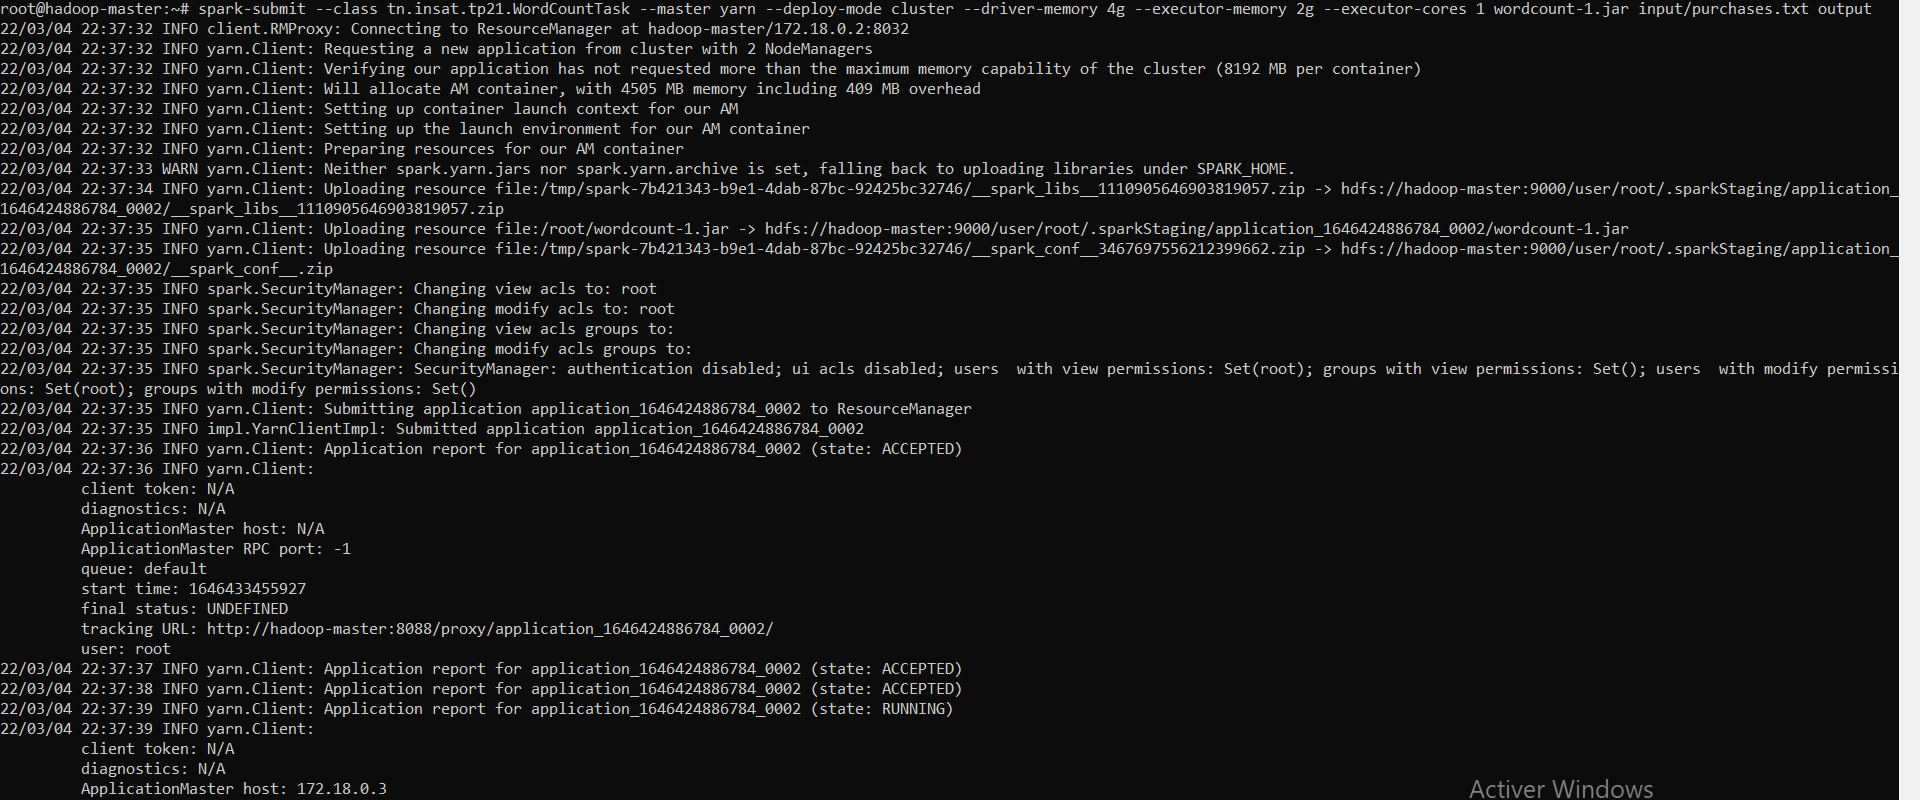 root@hadoop-master:~# spark-submit --class tn.insat.tp21.WordCountTask --master yarn --deploy-mode cluster --driver-memory 4g --executor-memory 2g --executor-cores 1 wordcount-1.jar input/purchases.txt output
22/03/04 22:37:32 INFO client.RMProxy: Connecting to ResourceManager at hadoop-master/172.18.0.2:8032
22/03/04 22:37:32 INFO yarn.Client: Requesting a new application from cluster with 2 NodeManagers
22/03/04 22:37:32 INFO yarn.Client: Verifying our application has not requested more than the maximum memory capability of the cluster (8192 MB per container)
22/03/04 22:37:32 INFO yarn.Client: Will allocate AM container, with 4505 MB memory including 409 MB overhead
22/03/04 22:37:32 INFO yarn.Client: Setting up container launch context for our AM
22/03/04 22:37:32 INFO yarn.Client: Setting up the launch environment for our AM container
22/03/04 22:37:32 INFO yarn.Client: Preparing resources for our AM container
22/03/04 22:37:33 WARN yarn.Client: Neither spark.yarn.jars nor spark.yarn.archive is set, falling back to uploading libraries under SPARK_HOME.
22/03/04 22:37:34 INFO yarn.Client: Uploading resource file:/tmp/spark-7b421343-b9e1-4dab-87bc-92425bc32746/__spark_libs__1110905646903819057.zip -> hdfs://hadoop-master:9000/user/root/.sparkStaging/application_
1646424886784_0002/__spark_libs__1110905646903819057.zip
22/03/04 22:37:35 INFO yarn.Client: Uploading resource file:/root/wordcount-1.jar -> hdfs://hadoop-master:9000/user/root/.sparkStaging/application_1646424886784_0002/wordcount-1.jar
22/03/04 22:37:35 INFO yarn.Client: Uploading resource file:/tmp/spark-7b421343-b9e1-4dab-87bc-92425bc32746/__spark_conf__3467697556212399662.zip -> hdfs://hadoop-master:9000/user/root/.sparkStaging/application_
1646424886784_0002/__spark_conf__.zip
22/03/04 22:37:35 INFO spark.SecurityManager: Changing view acls to: root
22/03/04 22:37:35 INFO spark.SecurityManager: Changing modify acls to: root
22/03/04 22:37:35 INFO spark.SecurityManager: Changing view acls groups to:
22/03/04 22:37:35 INFO spark.SecurityManager: Changing modify acls groups to:
22/03/04 22:37:35 INFO spark.SecurityManager: SecurityManager: authentication disabled; ui acls disabled; users  with view permissions: Set(root); groups with view permissions: Set(); users  with modify permissi
ons: Set(root); groups with modify permissions: Set()
22/03/04 22:37:35 INFO yarn.Client: Submitting application application_1646424886784_0002 to ResourceManager
22/03/04 22:37:35 INFO impl.YarnClientImpl: Submitted application application_1646424886784_0002
22/03/04 22:37:36 INFO yarn.Client: Application report for application_1646424886784_0002 (state: ACCEPTED)
22/03/04 22:37:36 INFO yarn.Client:
client token: N/A
diagnostics: N/A
ApplicationMaster host: N/A
ApplicationMaster RPC port: -1
queue: default
start time: 1646433455927
final status: UNDEFINED
tracking URL: http://hadoop-master:8088/proxy/application_1646424886784_0002/
user: root
22/03/04 22:37:37 INFO yarn.Client: Application report for application_1646424886784_0002 (state: ACCEPTED)
22/03/04 22:37:38 INFO yarn.Client: Application report for application_1646424886784_0002 (state: ACCEPTED)
22/03/04 22:37:39 INFO yarn.Client: Application report for application_1646424886784_0002 (state: RUNNING)
22/03/04 22:37:39 INFO yarn.Client:
client token: N/A
diagnostics: N/A
ApplicationMaster host: 172.18.0.3
Activer Windows